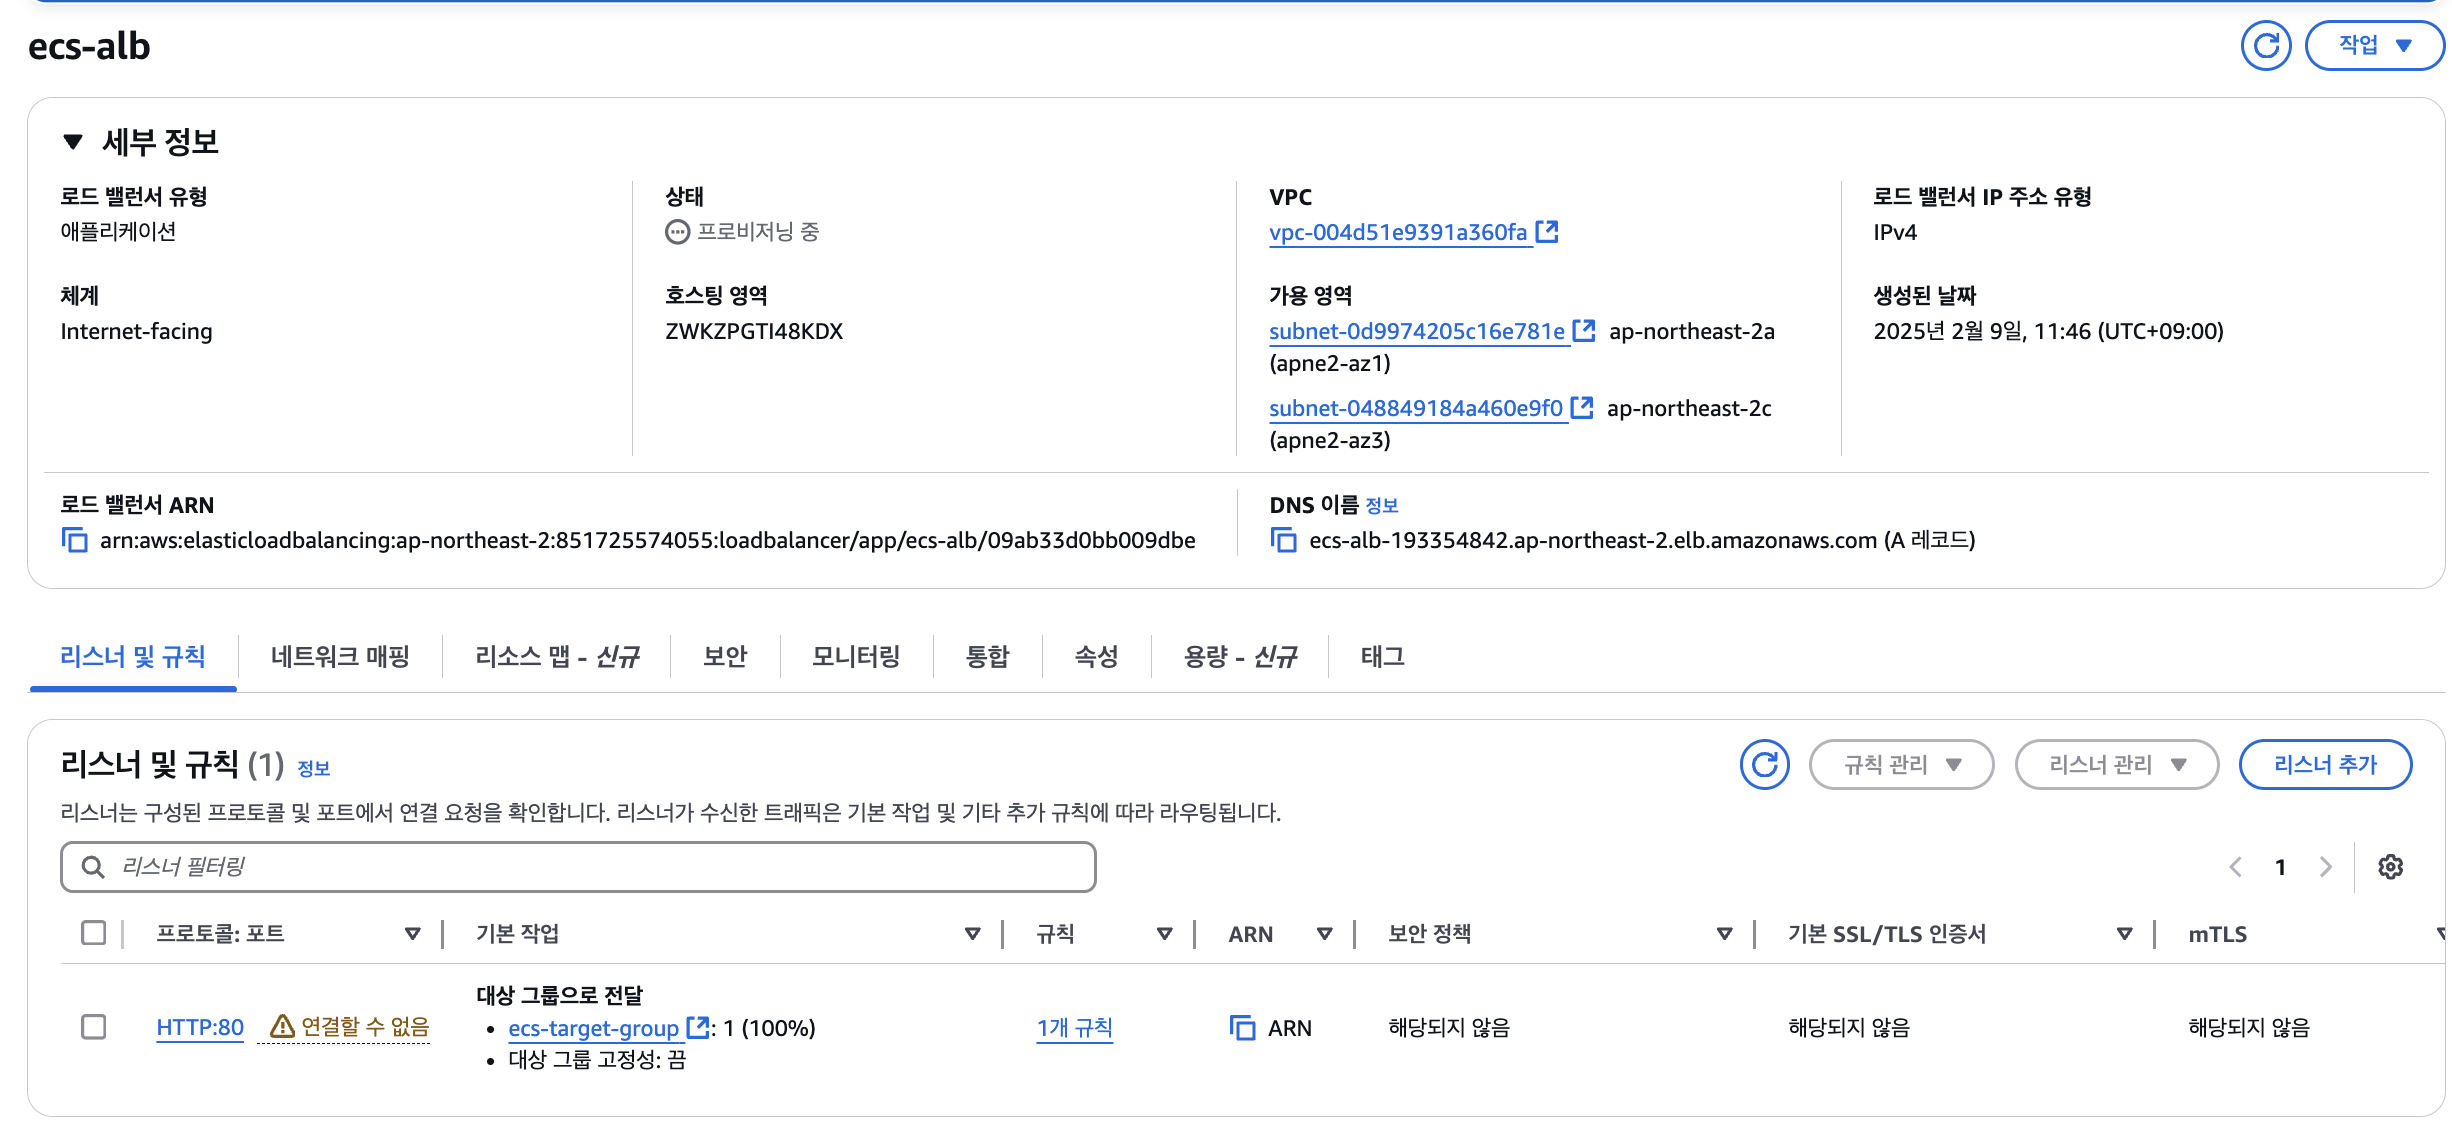 ecs-alb
작업
세부 정보
로드 밸런서 유형
애플리케이션
상태
프로비저닝 중
VPC
vpc-004d51e9391a360fa
로드 밸런서 IP 주소 유형
IPv4
체계
Internet-facing
호스팅 영역
ZWKZPGTI48KDX
가용 영역
subnet-0d9974205c16e781e ap-northeast-2a
(apne2-az1)
subnet-048849184a460e9f0 ap-northeast-2c
(apne2-az3)
생성된 날짜
2025년 2월 9일, 11:46 (UTC+09:00)
로드 밸런서 ARN
arn:aws:elasticloadbalancing:ap-northeast-2:851725574055:loadbalancer/app/ecs-alb/09ab33d0bb009dbe
DNS 이름 정보
ecs-alb-193354842.ap-northeast-2.elb.amazonaws.com (A 레코드)
리스너 및 규칙
네트워크 매핑
리소스 맵 - 신규
보안
모니터링
통합
속성
용량 - 신규
태그
리스너 및 규칙 (1) 정보
규칙 관리
리스너 관리
리스너 추가
리스너는 구성된 프로토콜 및 포트에서 연결 요청을 확인합니다. 리스너가 수신한 트래픽은 기본 작업 및 기타 추가 규칙에 따라 라우팅됩니다.
리스너 필터링
1
프로토콜: 포트
기본 작업
규칙
ARN
보안 정책
기본 SSL/TLS 인증서
mTLS
HTTP:80 연결할 수 없음
대상 그룹으로 전달
• ecs-target-group : 1 (100%)
• 대상 그룹 고정성: 끔
1개 규칙
ARN
해당되지 않음
해당되지 않음
해당되지 않음